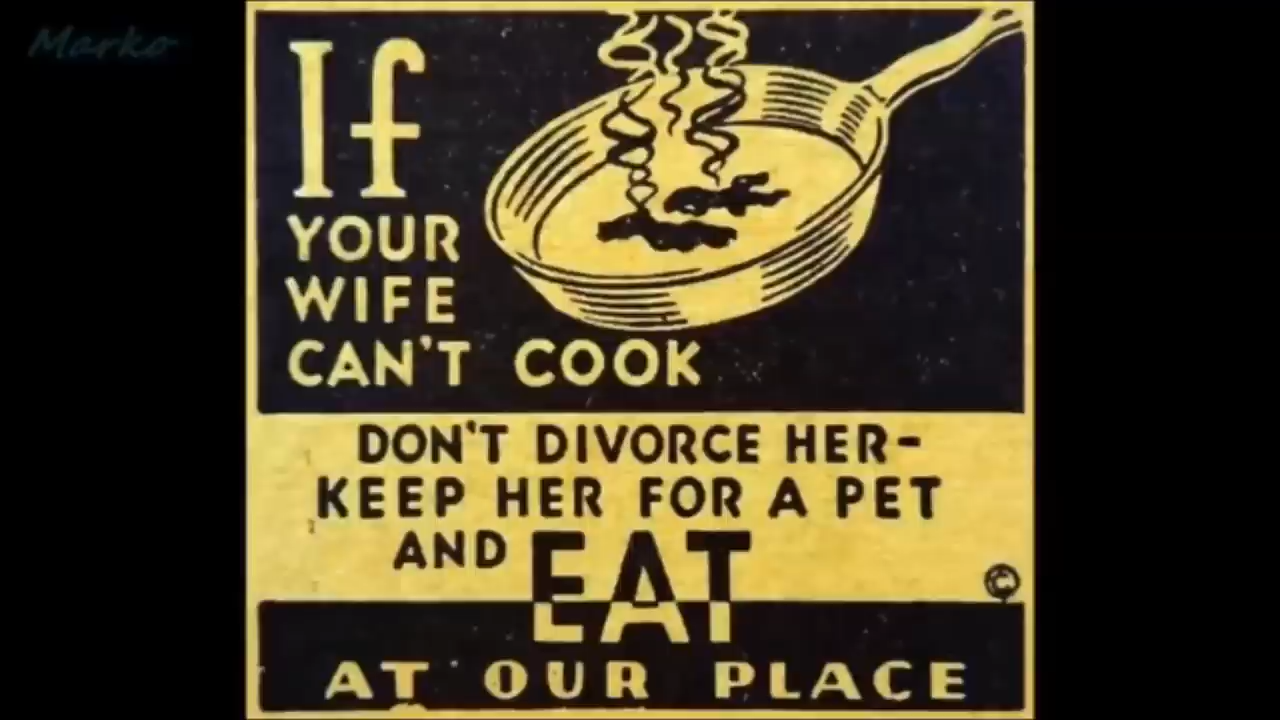 Marko
If
YOUR
WIFE
CAN'T COOK
DON'T DIVORCE HER-
KEEP HER FOR A PET
AND EAT
©
AT OUR PLACE